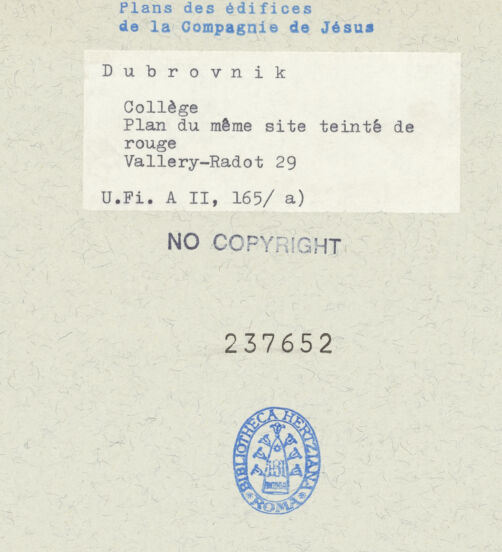 Plans des édifices
de la Compagnie de Jésus
Dubrovnik
Collège
Plan du même site teinté de
rouge
Vallery-Radot 29
U.Fi. A II, 165/ a)
NO COPYRIGHT
237652
BIBLIOTHECA HERTZIANA
ROMA